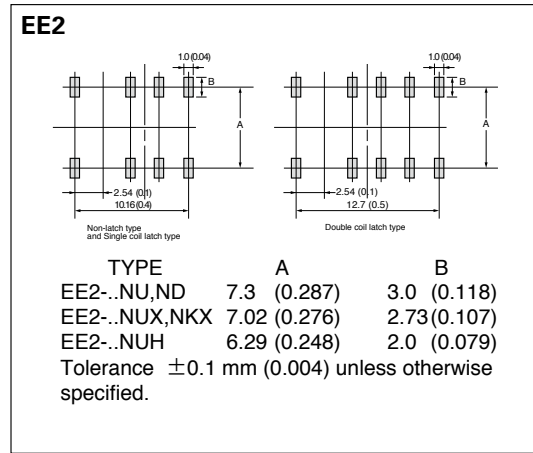 EE2
1.0 (0.04)
B
A
2.54 (0.1)
10.16 (0.4)
Non-latch type
and Single coil latch type
1.0 (0.04)
B
A
2.54 (0,1)
12.7 (0.5)
Double coil latch type
TYPE A B
EE2-..NU,ND 7.3 (0.287) 3.0 (0.118)
EE2-..NUX,NKX 7.02 (0.276) 2.73 (0.107)
EE2-..NUH 6.29 (0.248) 2.0 (0.079)
Tolerance ±0.1 mm (0.004) unless otherwise
specified.